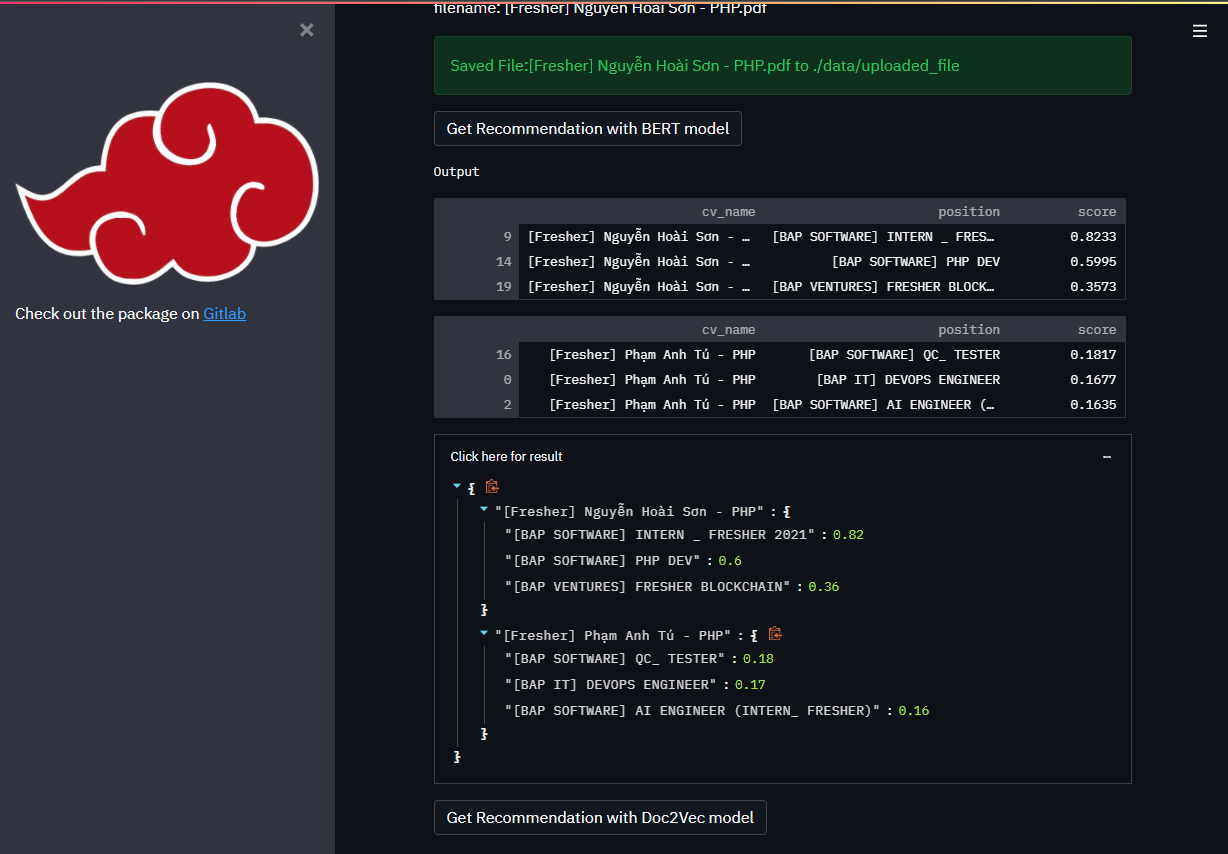 filename: [Fresher] Nguyễn Hoài Sơn - PHP.pdf
Saved File:[Fresher] Nguyễn Hoài Sơn - PHP.pdf to ./data/uploaded_file
Get Recommendation with BERT model
Output
cv_name position score
9 [Fresher] Nguyễn Hoài Sơn - … [BAP SOFTWARE] INTERN _ FRES… 0.8233
14 [Fresher] Nguyễn Hoài Sơn - … [BAP SOFTWARE] PHP DEV 0.5995
19 [Fresher] Nguyễn Hoài Sơn - … [BAP VENTURES] FRESHER BLOCK… 0.3573
cv_name position score
16 [Fresher] Phạm Anh Tú - PHP [BAP SOFTWARE] QC_ TESTER 0.1817
0 [Fresher] Phạm Anh Tú - PHP [BAP IT] DEVOPS ENGINEER 0.1677
2 [Fresher] Phạm Anh Tú - PHP [BAP SOFTWARE] AI ENGINEER (… 0.1635
Click here for result
{
"[Fresher] Nguyễn Hoài Sơn - PHP" : {
"[BAP SOFTWARE] INTERN _ FRESHER 2021" : 0.82
"[BAP SOFTWARE] PHP DEV" : 0.6
"[BAP VENTURES] FRESHER BLOCKCHAIN" : 0.36
}
"[Fresher] Phạm Anh Tú - PHP" : {
"[BAP SOFTWARE] QC_ TESTER" : 0.18
"[BAP IT] DEVOPS ENGINEER" : 0.17
"[BAP SOFTWARE] AI ENGINEER (INTERN_ FRESHER)" : 0.16
}
}
Get Recommendation with Doc2Vec model
Check out the package on Gitlab